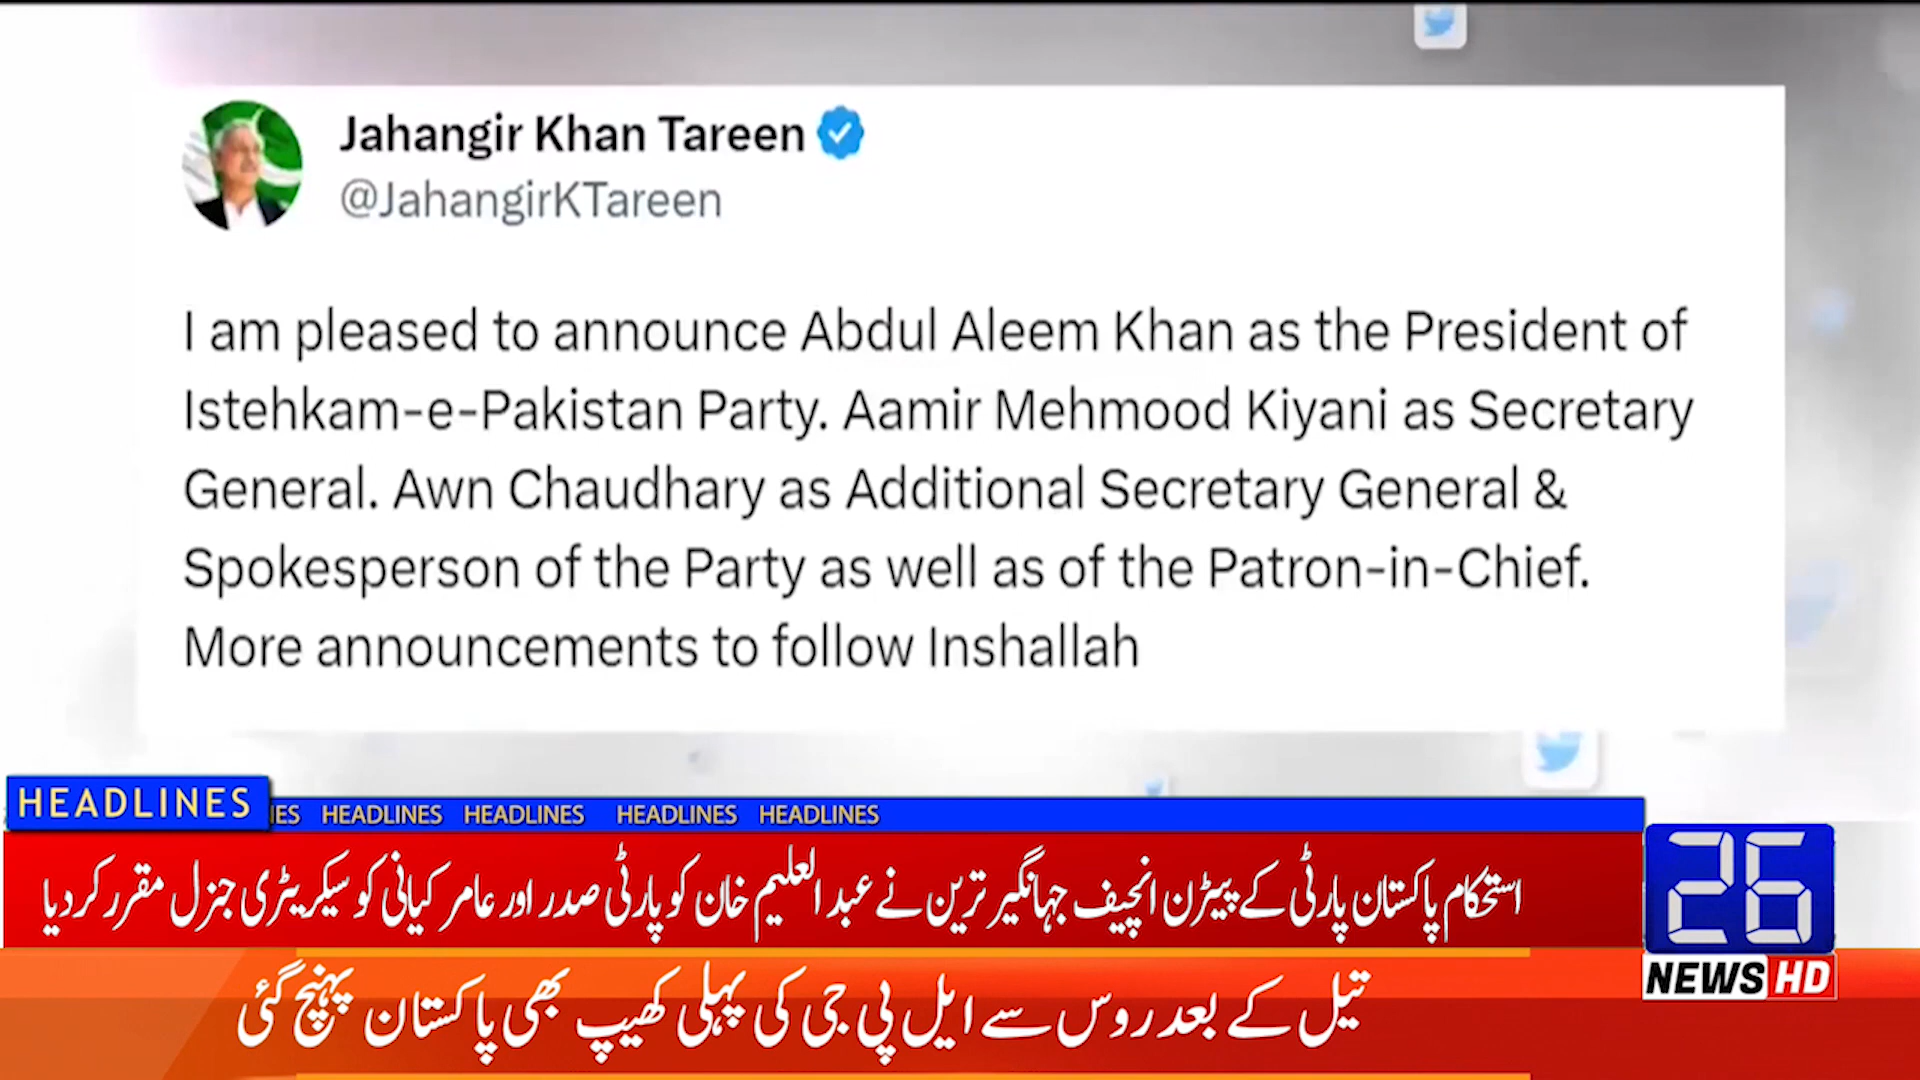 Jahangir Khan Tareen
@JahangirKTareen
I am pleased to announce Abdul Aleem Khan as the President of
Istehkam-e-Pakistan Party. Aamir Mehmood Kiyani as Secretary
General. Awn Chaudhary as Additional Secretary General &
Spokesperson of the Party as well as of the Patron-in-Chief.
More announcements to follow Inshallah
HEADLINES
IES HEADLINES HEADLINES HEADLINES HEADLINES
استحکام پاکستان پارٹی کے پیٹرن انچیف جہانگیر ترین نے عبدالعلیم خان کو پارٹی صدر اور عامر کیانی کو سیکریٹری جنرل مقرر کر دیا
تیل کے بعد روس سے ایل پی جی کی پہلی کھیپ بھی پاکستان پہنچ گئی
26
NEWS HD